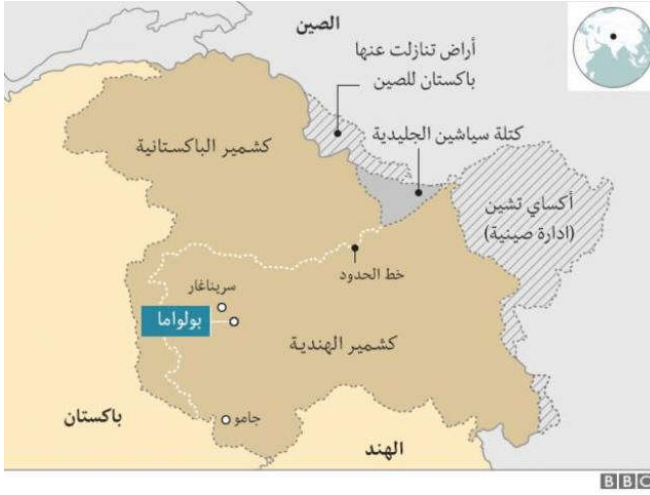 الصين
أراض تنازلت عنها
باكستان للصين
كتلة سياشين الجليدية
كشمير الباكستانية
أكساي تشين
(ادارة صينية)
خط الحدود
سريناغار
بولواما
كشمير الهندية
جامو
باكستان
الهند
BBC